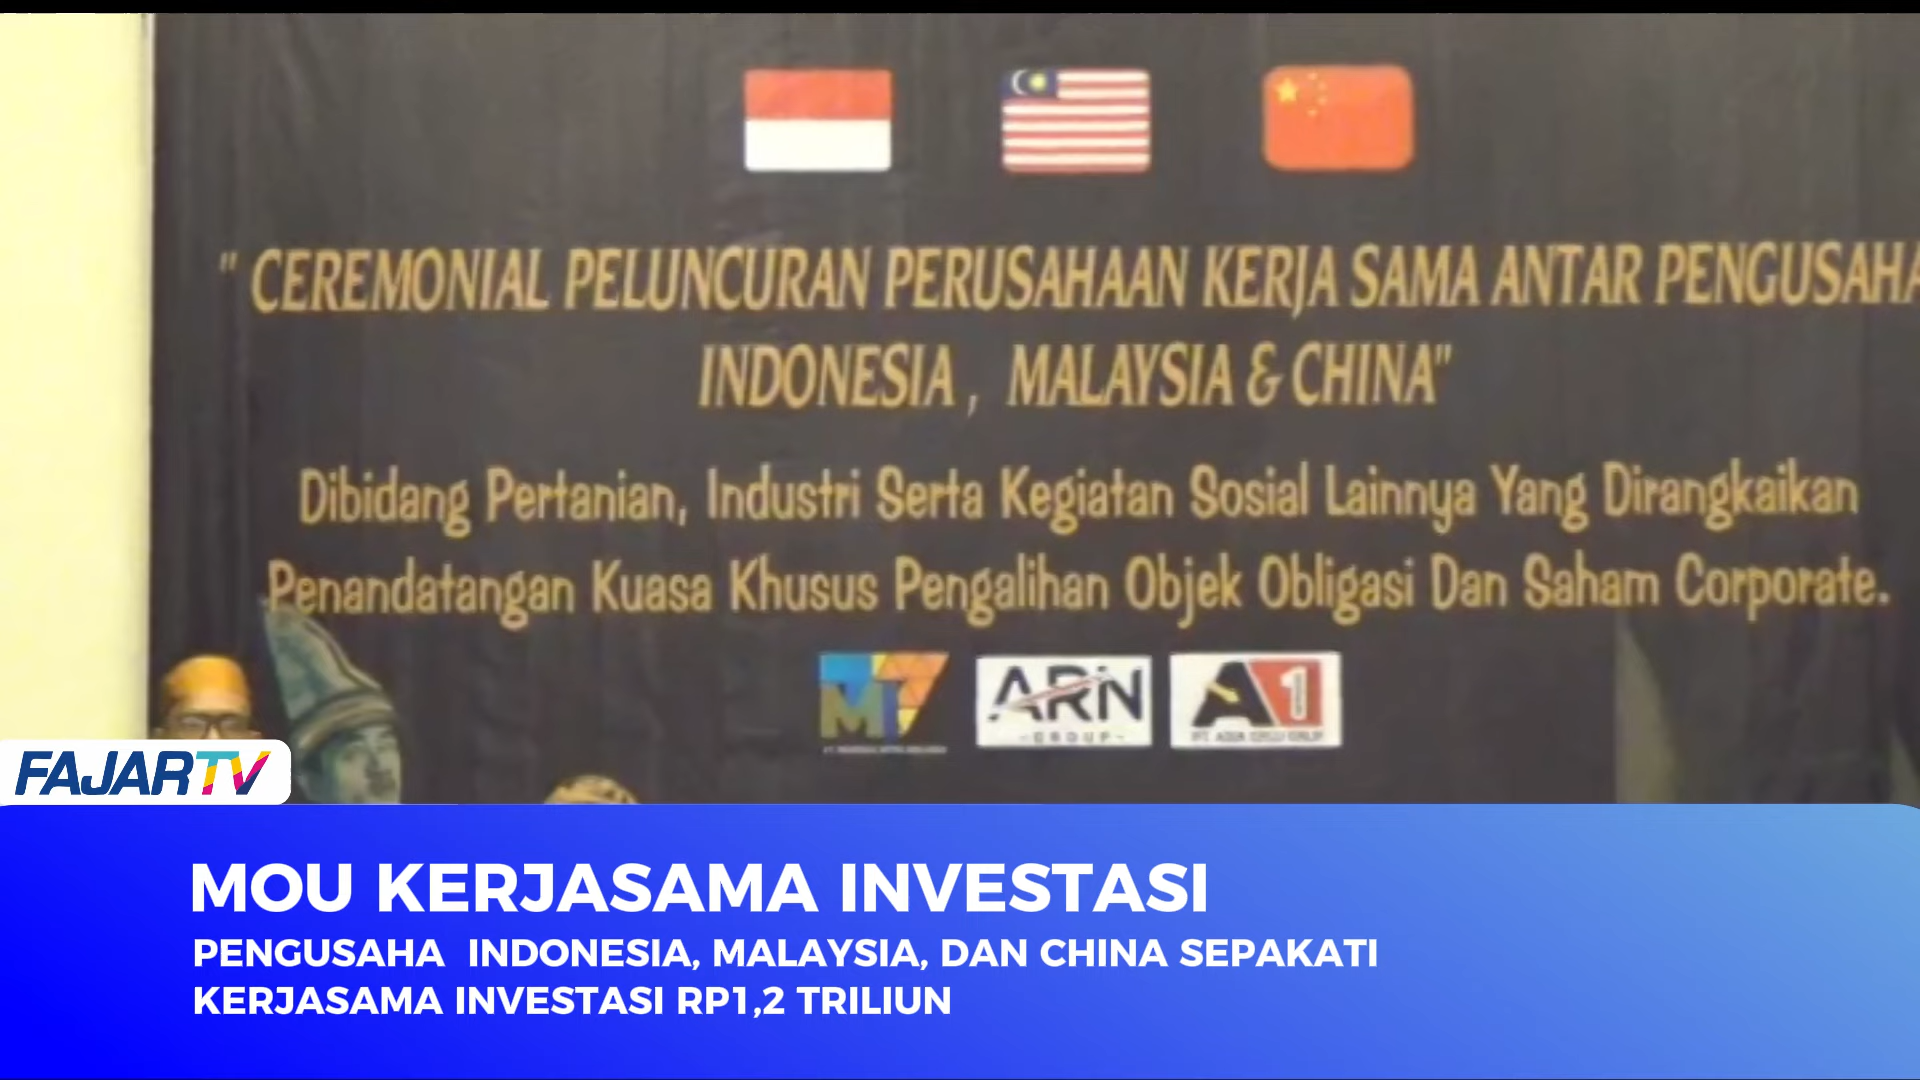 " CEREMONIAL PELUNCURAN PERUSAHAAN KERJA SAMA ANTAR PENGUSAHA
INDONESIA , MALAYSIA & CHINA"
Dibidang Pertanian, Industri Serta Kegiatan Sosial Lainnya Yang Dirangkaikan
Penandatangan Kuasa Khusus Pengalihan Objek Obligasi Dan Saham Corporate.
ARN A1
GROUP
FAJARTV
MOU KERJASAMA INVESTASI
PENGUSAHA INDONESIA, MALAYSIA, DAN CHINA SEPAKATI
KERJASAMA INVESTASI RP1,2 TRILIUN